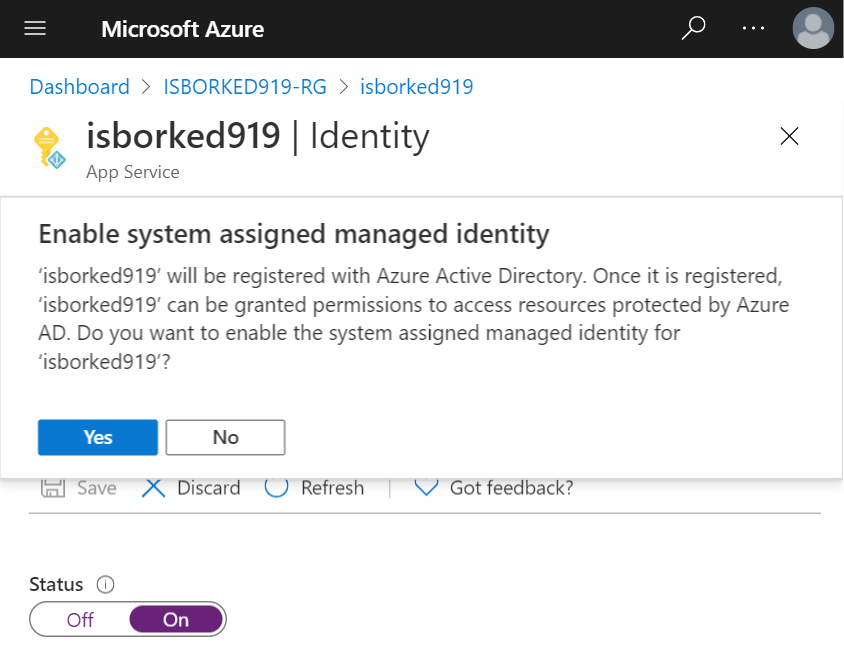 Microsoft Azure
Dashboard > ISBORKED919-RG > isborked919
isborked919 | Identity
App Service
Enable system assigned managed identity
‘isborked919’ will be registered with Azure Active Directory. Once it is registered,
‘isborked919’ can be granted permissions to access resources protected by Azure
AD. Do you want to enable the system assigned managed identity for
‘isborked919’?
Yes No
Save Discard Refresh Got feedback?
Status
Off On